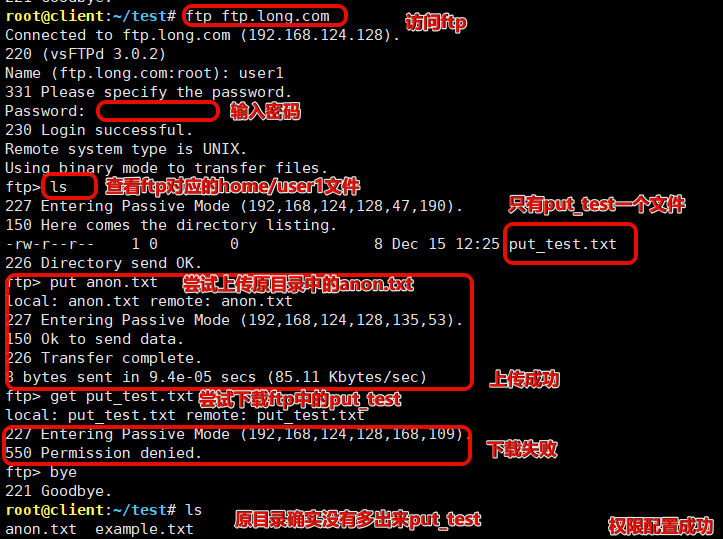 root@client:~/test# ftp ftp.long.com 访问ftp
Connected to ftp.long.com (192.168.124.128).
220 (vsFTPd 3.0.2)
Name (ftp.long.com:root): user1
331 Please specify the password.
Password: 输入密码
230 Login successful.
Remote system type is UNIX.
Using binary mode to transfer files.
ftp> ls 查看ftp对应的home/user1文件
227 Entering Passive Mode (192,168,124,128,47,190).
只有put_test一个文件
150 Here comes the directory listing.
-rw-r--r-- 1 0 0 8 Dec 15 12:25 put_test.txt
226 Directory send OK.
ftp> put anon.txt 尝试上传原目录中的anon.txt
local: anon.txt remote: anon.txt
227 Entering Passive Mode (192,168,124,128,135,53).
150 Ok to send data.
226 Transfer complete.
8 bytes sent in 9.4e-05 secs (85.11 Kbytes/sec) 上传成功
ftp> get put_test.txt 尝试下载ftp中的put_test
local: put_test.txt remote: put_test.txt
227 Entering Passive Mode (192,168,124,128,168,109).
550 Permission denied. 下载失败
ftp> bye
221 Goodbye.
root@client:~/test# ls 原目录确实没有多出来put_test
anon.txt example.txt 权限配置成功